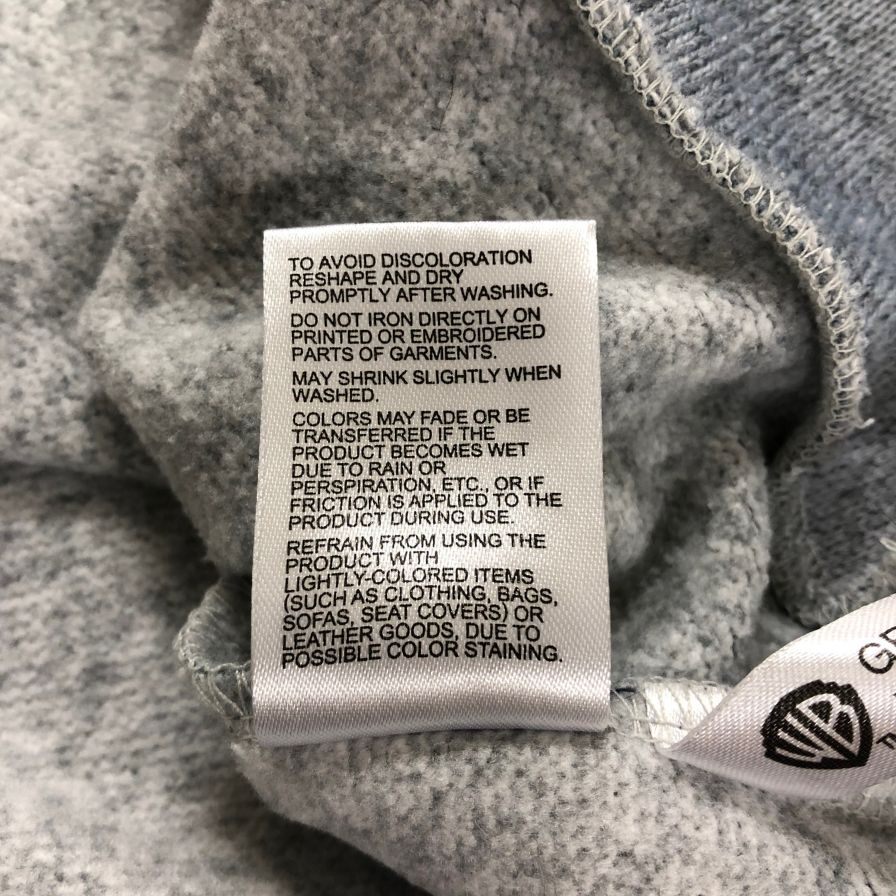 TO AVOID DISCOLORATION
RESHAPE AND DRY
PROMPTLY AFTER WASHING.
DO NOT IRON DIRECTLY ON
PRINTED OR EMBROIDERED
PARTS OF GARMENTS.
MAY SHRINK SLIGHTLY WHEN
WASHED.
COLORS MAY FADE OR BE
TRANSFERRED IF THE
PRODUCT BECOMES WET
DUE TO RAIN OR
PERSPIRATION, ETC., OR IF
FRICTION IS APPLIED TO THE
PRODUCT DURING USE.
REFRAIN FROM USING THE
PRODUCT WITH
LIGHTLY-COLORED ITEMS
(SUCH AS CLOTHING, BAGS,
SOFAS, SEAT COVERS) OR
LEATHER GOODS, DUE TO
POSSIBLE COLOR STAINING.
WB